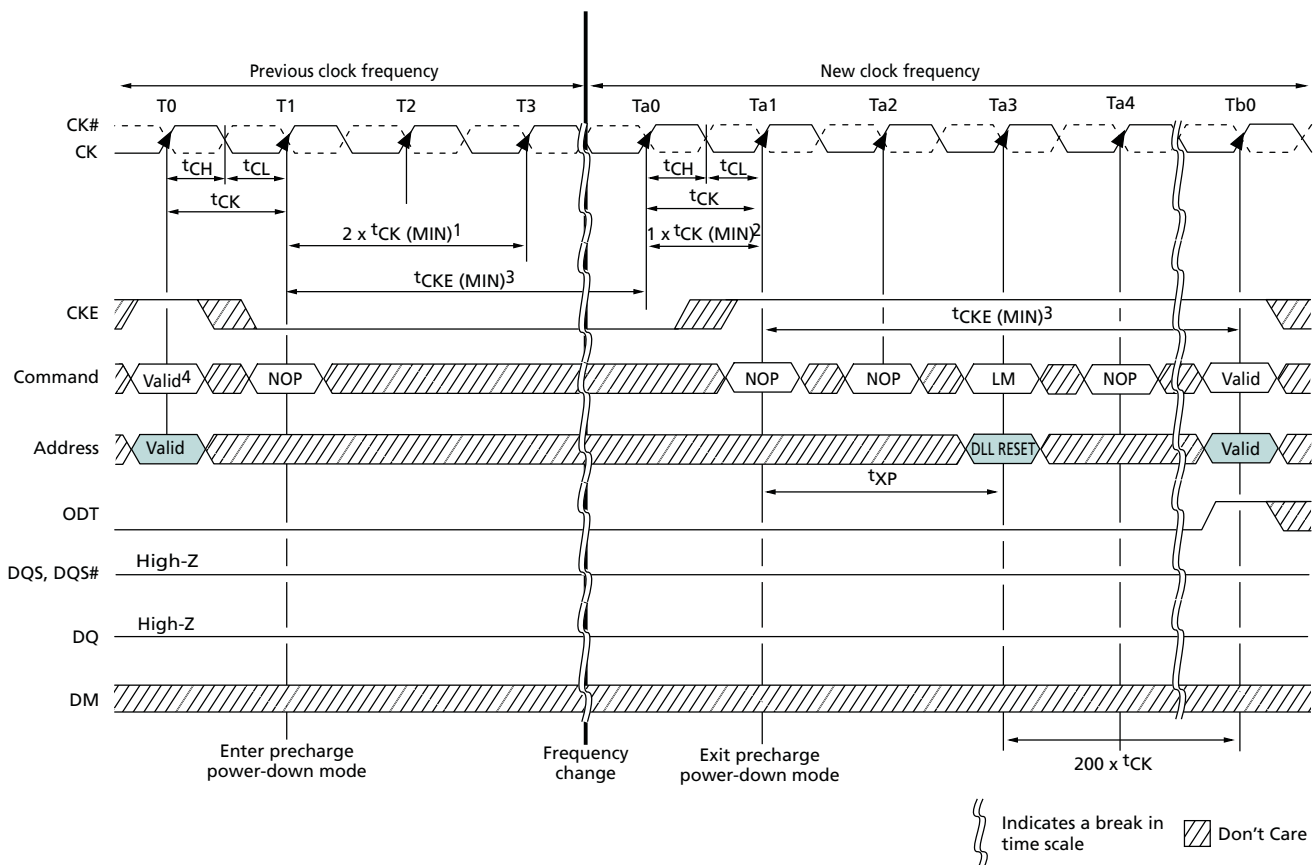 Previous clock frequency New clock frequency
T0 T1 T2 T3 Ta0 Ta1 Ta2 Ta3 Ta4 Tb0
CK#
CK
tCH tCL tCH tCL
tCK tCK
2 x tCK (MIN)1 1 x tCK (MIN)2
tCKE (MIN)3
CKE
tCKE (MIN)3
Command Valid4 NOP NOP NOP LM NOP Valid
Address Valid DLL RESET Valid
tXP
ODT
DQS, DQS# High-Z
DQ High-Z
DM
Enter precharge
power-down mode
Frequency
change
Exit precharge
power-down mode
200 x tCK
Indicates a break in
time scale
Don't Care